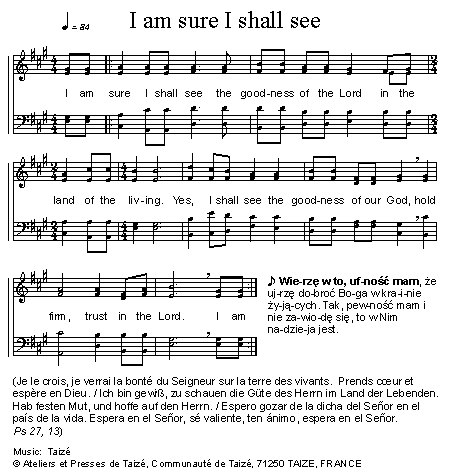 I am sure I shall see
♩ = 84
I am sure I shall see the good-ness of the Lord in the
land of the liv-ing. Yes, I shall see the good-ness of our God, hold
firm, trust in the Lord. I am
♪ Wie-rzę w to, uf-ność mam, że
uj-rzę do-broć Bo-ga w kra-i-nie
ży-ją-cych. Tak, pew-ność mam i
nie za-wio-dę się, to w Nim
na-dzie-ja jest.
(Je le crois, je verrai la bonté du Seigneur sur la terre des vivants. Prends cœur et
espère en Dieu. / Ich bin gewiß, zu schauen die Güte des Herrn im Land der Lebenden.
Hab festen Mut, und hoffe auf den Herrn. / Espero gozar de la dicha del Señor en el
país de la vida. Espera en el Señor, sé valiente, ten ánimo, espera en el Señor.
Ps 27, 13)
Music: Taizé
© Ateliers et Presses de Taizé, Communauté de Taizé, 71250 TAIZE, FRANCE